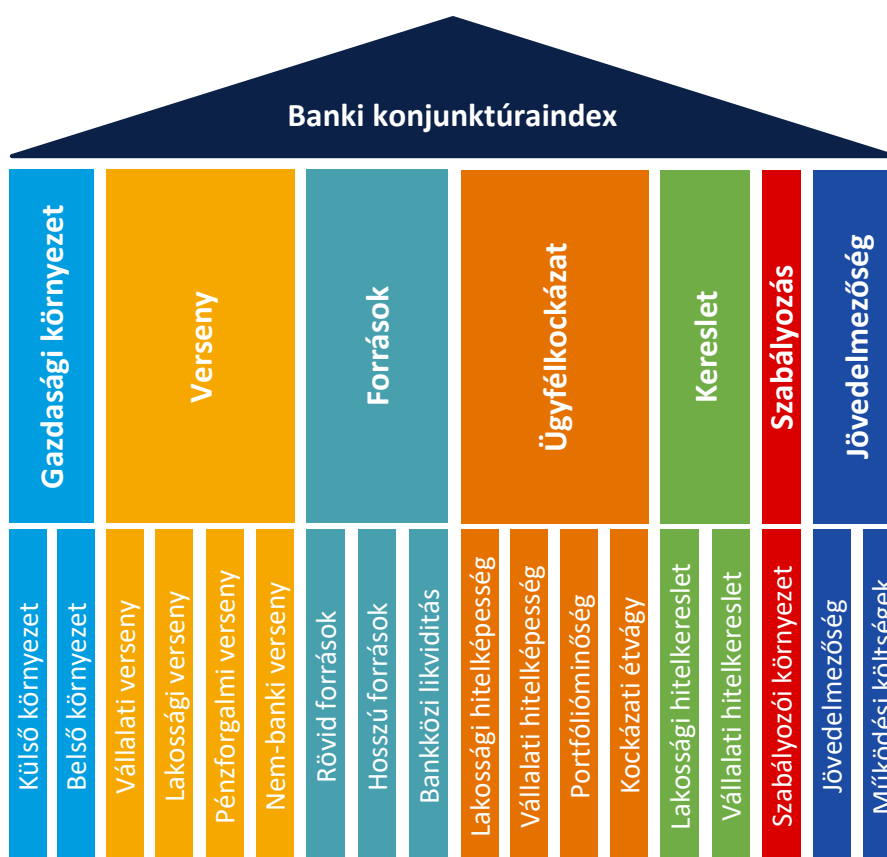 Banki konjunktúraindex
Gazdasági környezet
Verseny
Források
Ügyfélkockázat
Kereslet
Szabályozás
Jövedelmezőség
Külső környezet
Belső környezet
Vállalati verseny
Lakossági verseny
Pénzforgalmi verseny
Nem-banki verseny
Rövid források
Hosszú források
Bankközi likviditás
Lakossági hitelképesség
Vállalati hitelképesség
Portfólióminőség
Kockázati étvágy
Lakossági hitelkereslet
Vállalati hitelkereslet
Szabályozói környezet
Jövedelmezőség
Működési költségek